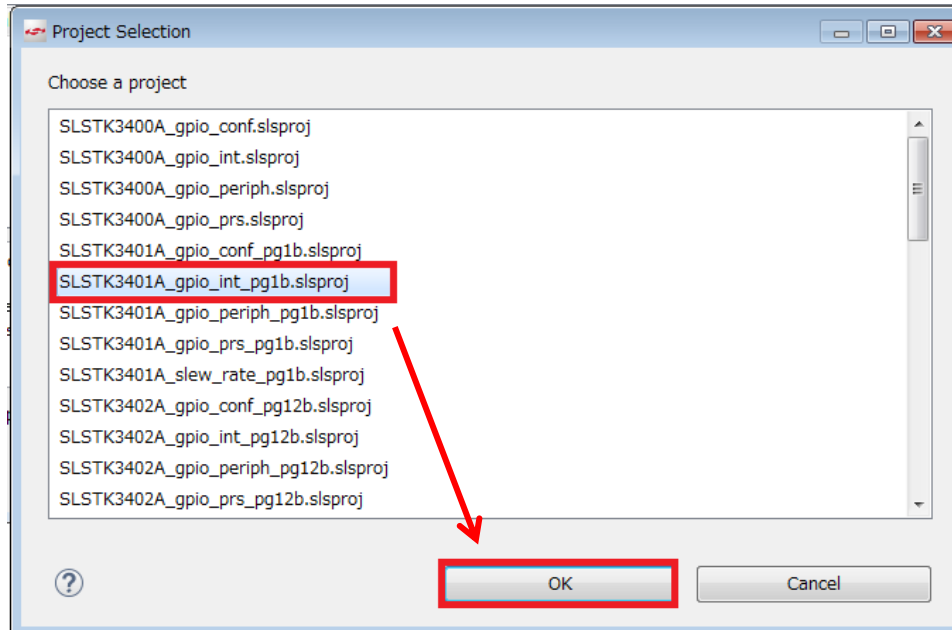 Project Selection
Choose a project
SLSTK3400A_gpio_conf.slsproj
SLSTK3400A_gpio_int.slsproj
SLSTK3400A_gpio_periph.slsproj
SLSTK3400A_gpio_prs.slsproj
SLSTK3401A_gpio_conf_pg1b.slsproj
SLSTK3401A_gpio_int_pg1b.slsproj
SLSTK3401A_gpio_periph_pg1b.slsproj
SLSTK3401A_gpio_prs_pg1b.slsproj
SLSTK3401A_slew_rate_pg1b.slsproj
SLSTK3402A_gpio_conf_pg12b.slsproj
SLSTK3402A_gpio_int_pg12b.slsproj
SLSTK3402A_gpio_periph_pg12b.slsproj
SLSTK3402A_gpio_prs_pg12b.slsproj
? OK Cancel